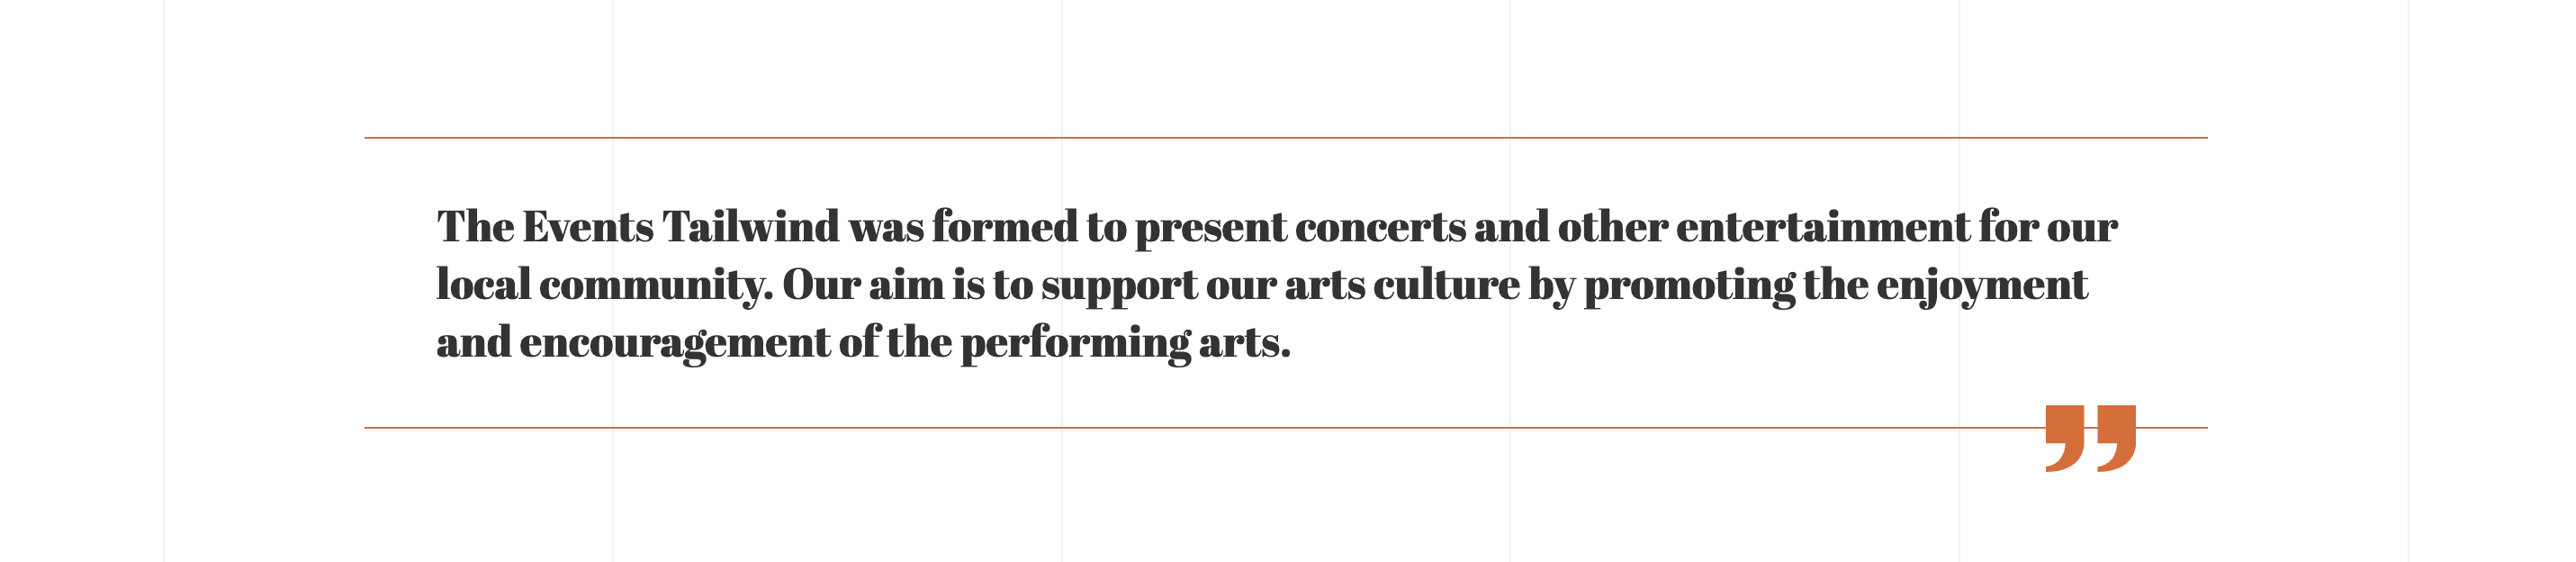 The Events Tailwind was formed to present concerts and other entertainment for our
local community. Our aim is to support our arts culture by promoting the enjoyment
and encouragement of the performing arts.